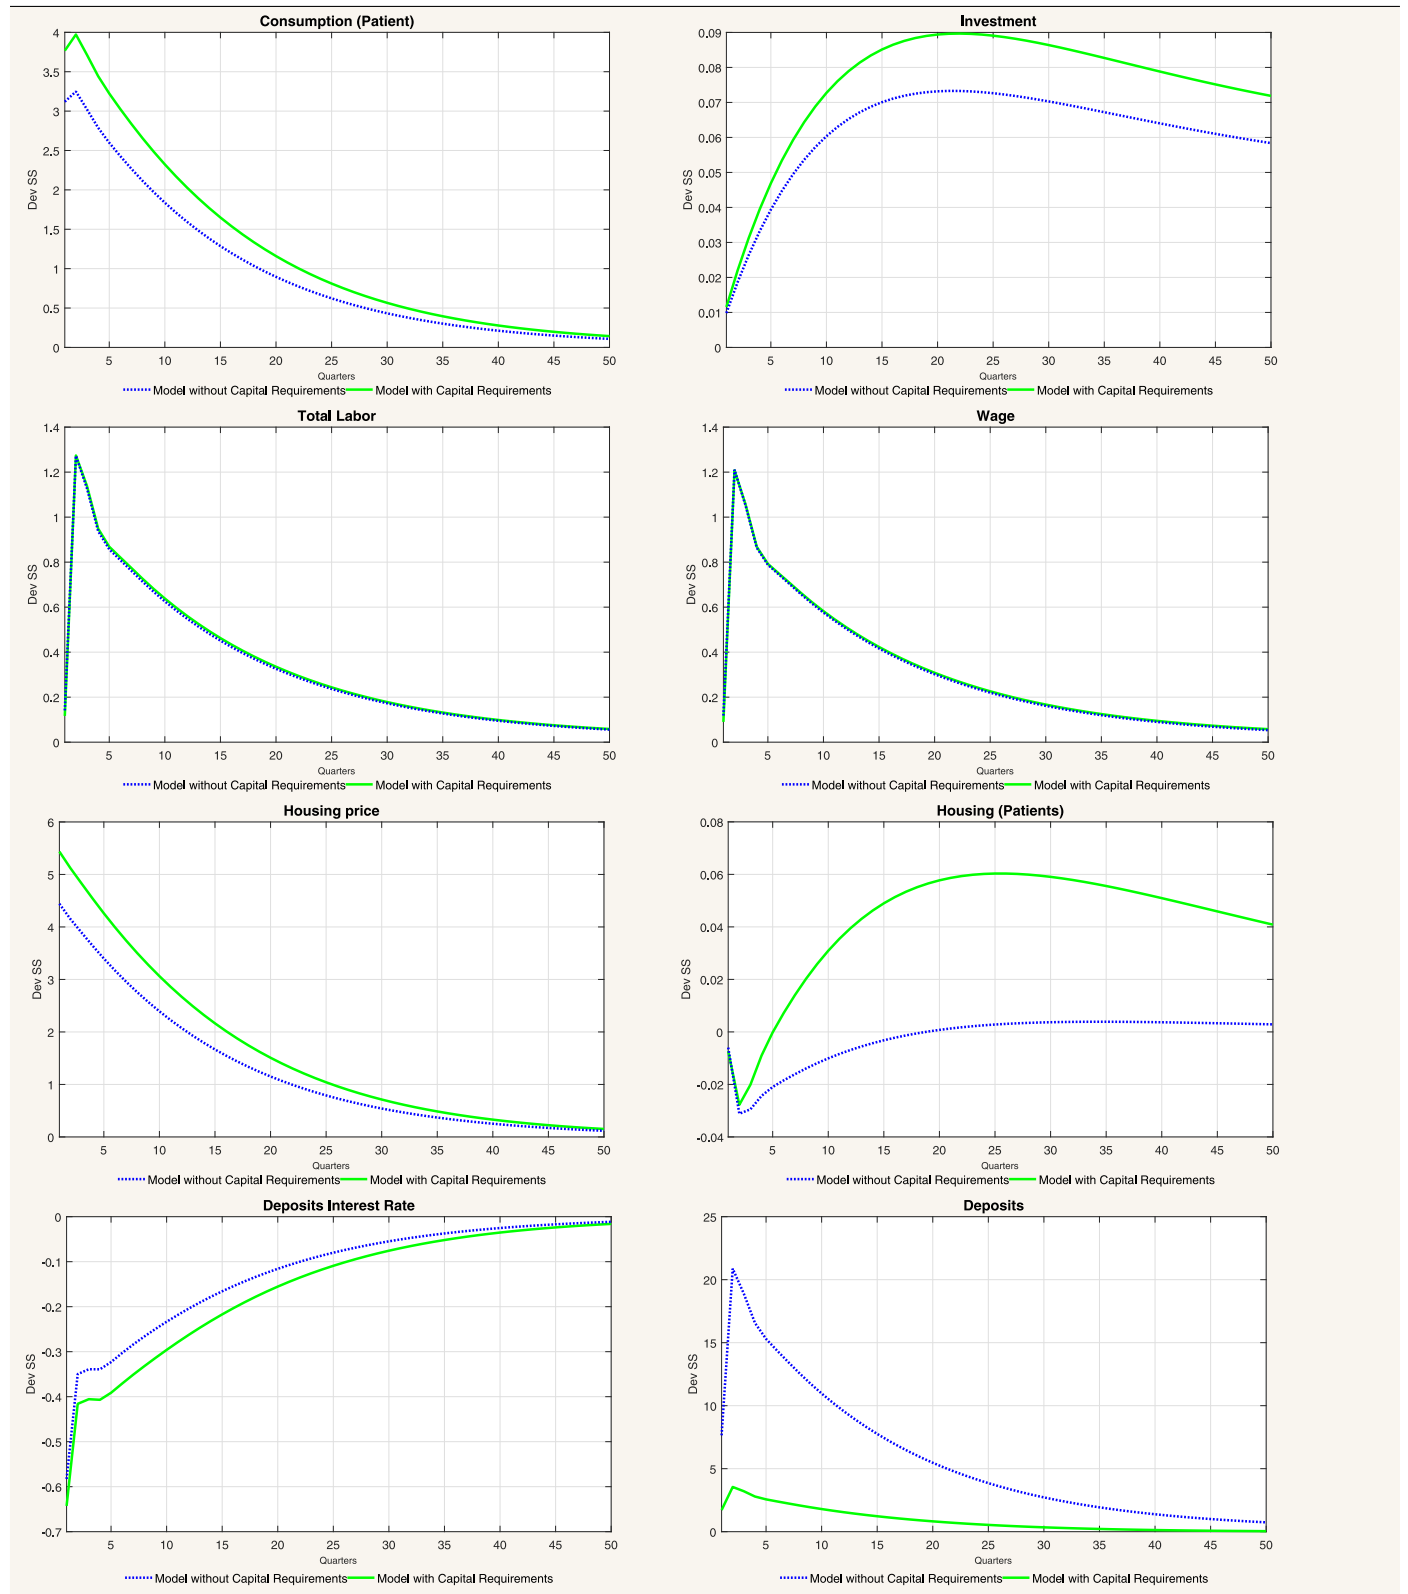 Consumption (Patient)
4
3.5
3
2.5
2
1.5
1
0.5
0
Dev SS
5 10 15 20 25 30 35 40 45 50
Quarters
Model without Capital Requirements Model with Capital Requirements
Investment
0.09
0.08
0.07
0.06
0.05
0.04
0.03
0.02
0.01
0
Dev SS
5 10 15 20 25 30 35 40 45 50
Quarters
Model without Capital Requirements Model with Capital Requirements
Total Labor
1.4
1.2
1
0.8
0.6
0.4
0.2
0
Dev SS
5 10 15 20 25 30 35 40 45 50
Quarters
Model without Capital Requirements Model with Capital Requirements
Wage
1.4
1.2
1
0.8
0.6
0.4
0.2
0
Dev SS
5 10 15 20 25 30 35 40 45 50
Quarters
Model without Capital Requirements Model with Capital Requirements
Housing price
6
5
4
3
2
1
0
Dev SS
5 10 15 20 25 30 35 40 45 50
Quarters
Model without Capital Requirements Model with Capital Requirements
Housing (Patients)
0.08
0.06
0.04
0.02
0
-0.02
-0.04
Dev SS
5 10 15 20 25 30 35 40 45 50
Quarters
Model without Capital Requirements Model with Capital Requirements
Deposits Interest Rate
0
-0.1
-0.2
-0.3
-0.4
-0.5
-0.6
-0.7
Dev SS
5 10 15 20 25 30 35 40 45 50
Quarters
Model without Capital Requirements Model with Capital Requirements
Deposits
25
20
15
10
5
0
Dev SS
5 10 15 20 25 30 35 40 45 50
Quarters
Model without Capital Requirements Model with Capital Requirements